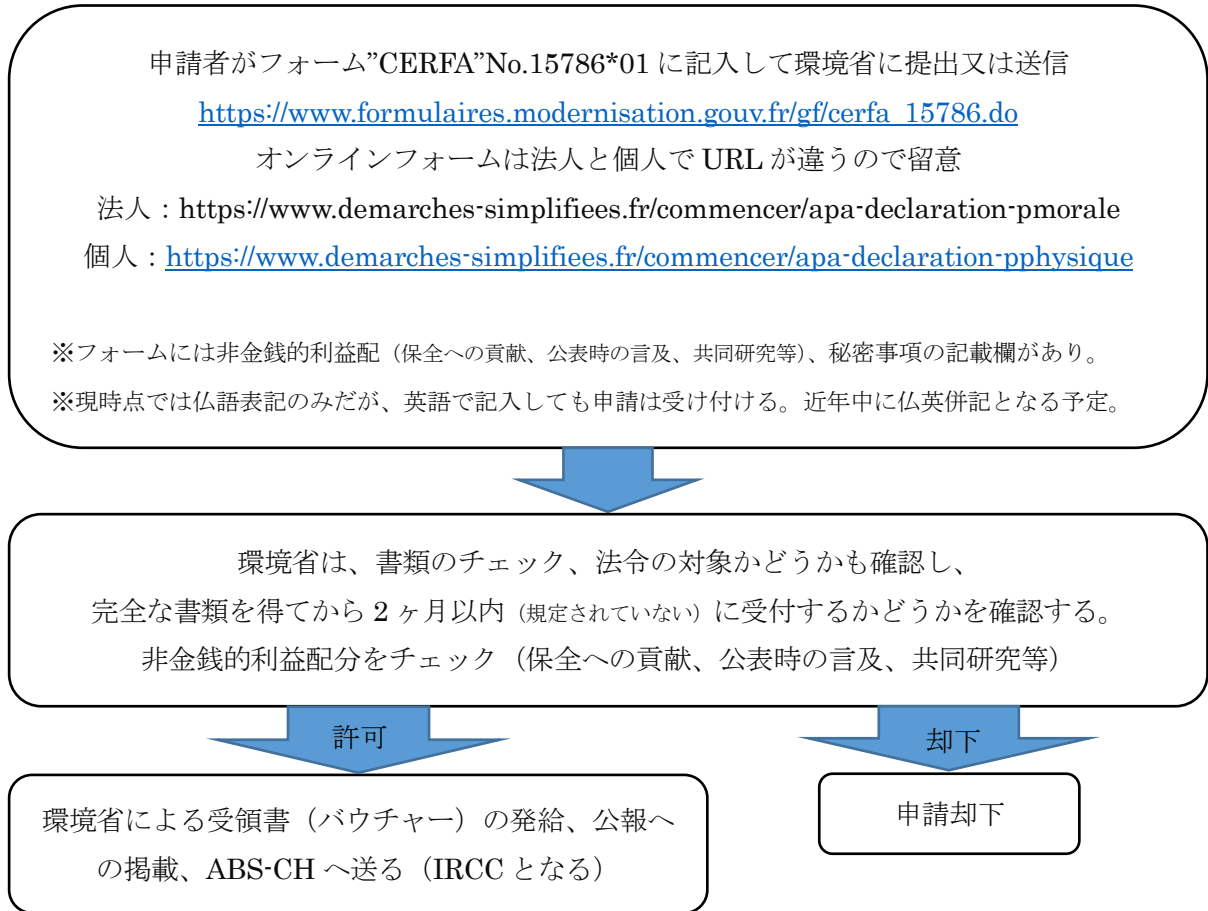 申請者がフォーム”CERFA”No.15786*01 に記入して環境省に提出又は送信
https://www.formulaires.modernisation.gouv.fr/gf/cerfa_15786.do
オンラインフォームは法人と個人で URL が違うので留意
法人：https://www.demarches-simplifiees.fr/commencer/apa-declaration-pmorale
個人：https://www.demarches-simplifiees.fr/commencer/apa-declaration-pphysique
※フォームには非金銭的利益配（保全への貢献、公表時の言及、共同研究等）、秘密事項の記載欄があり。
※現時点では仏語表記のみだが、英語で記入しても申請は受け付ける。近年中に仏英併記となる予定。
環境省は、書類のチェック、法令の対象かどうかも確認し、
完全な書類を得てから 2 ヶ月以内（規定されていない）に受付するかどうかを確認する。
非金銭的利益配分をチェック（保全への貢献、公表時の言及、共同研究等）
許可
却下
環境省による受領書（バウチャー）の発給、公報へ
の掲載、ABS-CH へ送る（IRCC となる）
申請却下